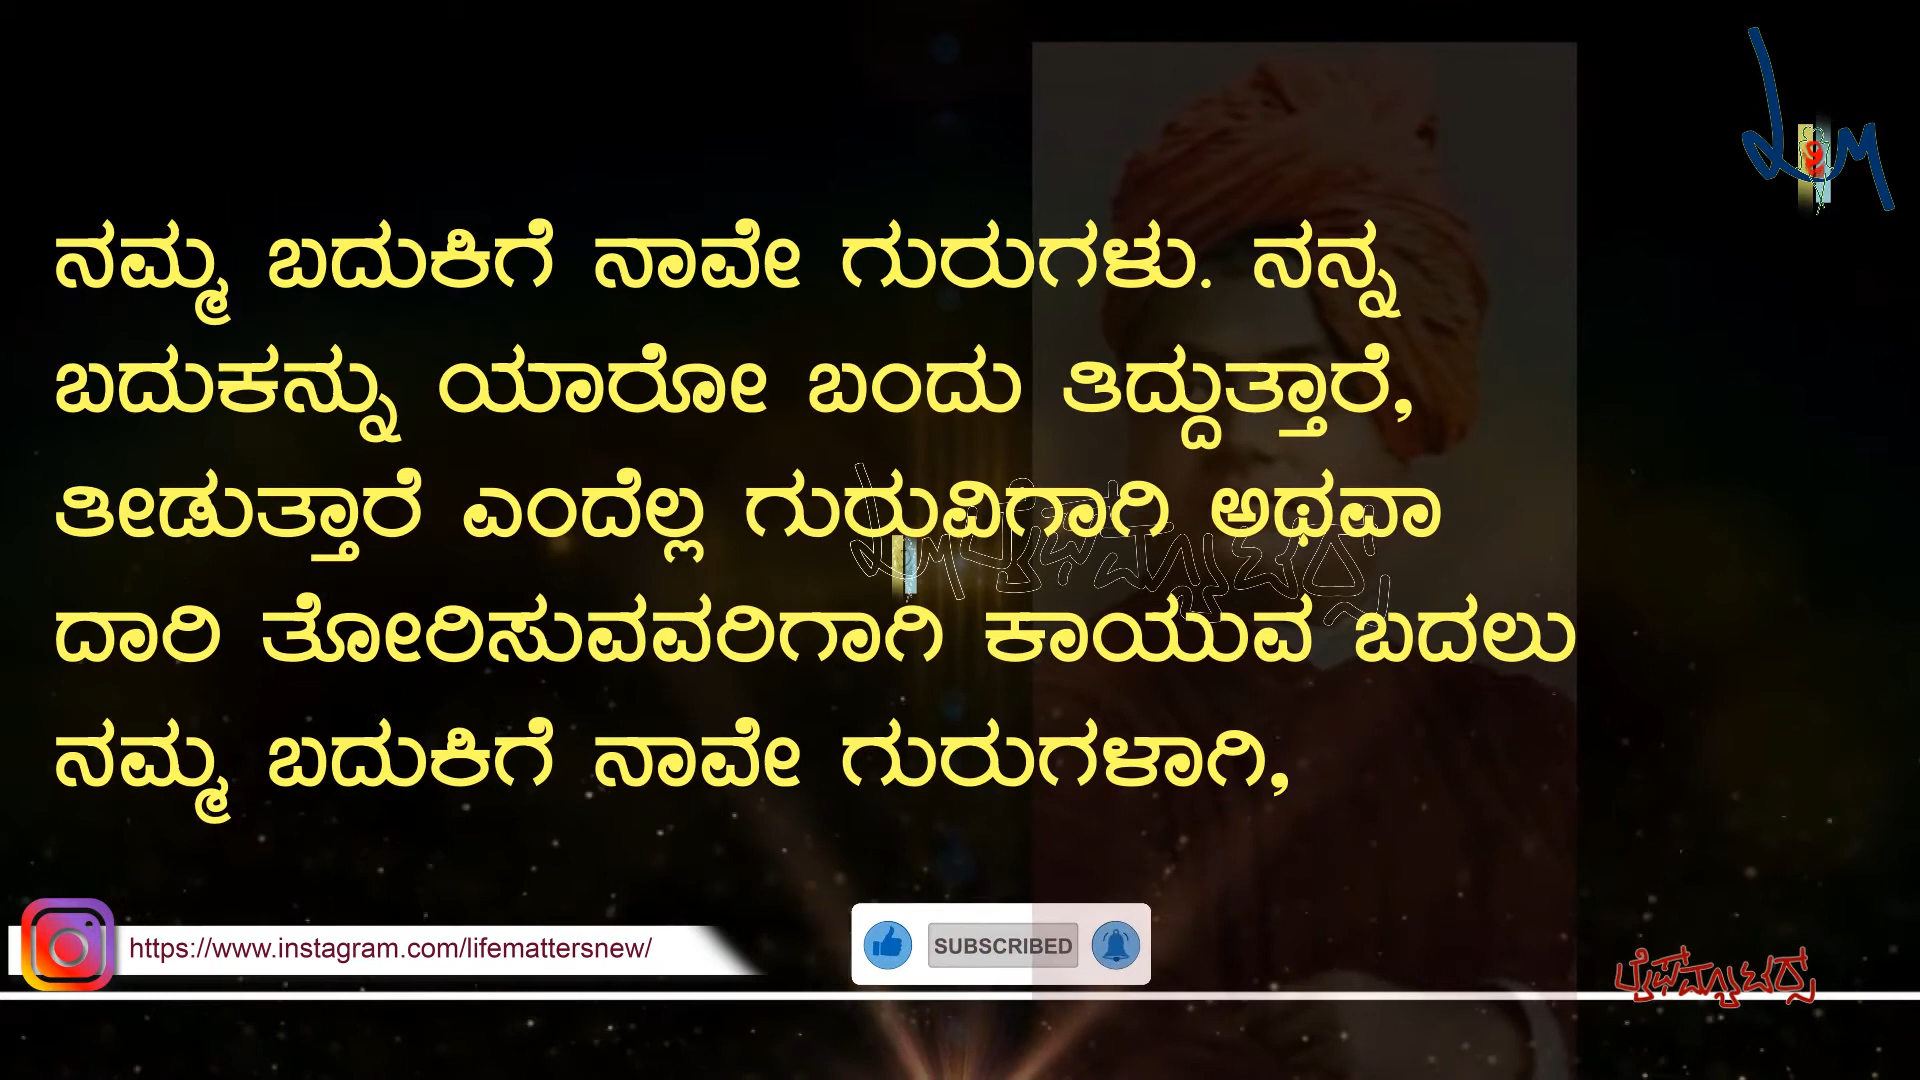 ನಮ್ಮ ಬದುಕಿಗೆ ನಾವೇ ಗುರುಗಳು. ನನ್ನ
ಬದುಕನ್ನು ಯಾರೋ ಬಂದು ತಿದ್ದುತ್ತಾರೆ,
ತೀಡುತ್ತಾರೆ ಎಂದೆಲ್ಲ ಗುರುವಿಗಾಗಿ ಅಥವಾ
ದಾರಿ ತೋರಿಸುವವರಿಗಾಗಿ ಕಾಯುವ ಬದಲು
ನಮ್ಮ ಬದುಕಿಗೆ ನಾವೇ ಗುರುಗಳಾಗಿ,
https://www.instagram.com/lifemattersnew/
SUBSCRIBED
ಲೈಫ್ ಮ್ಯಾಟರ್ಸ್